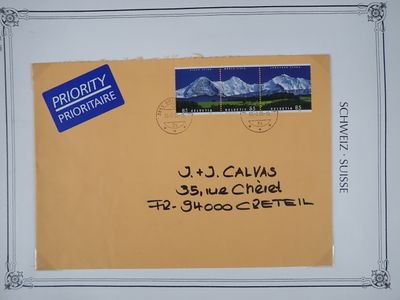 PRIORITY
PRIORITAIRE
85 HELVETIA HELVETIA 85 HELVETIA 85
J.+J. CALVAS
35, rue Chéret
FR-94000 CRETEIL
SCHWEIZ · SUISSE